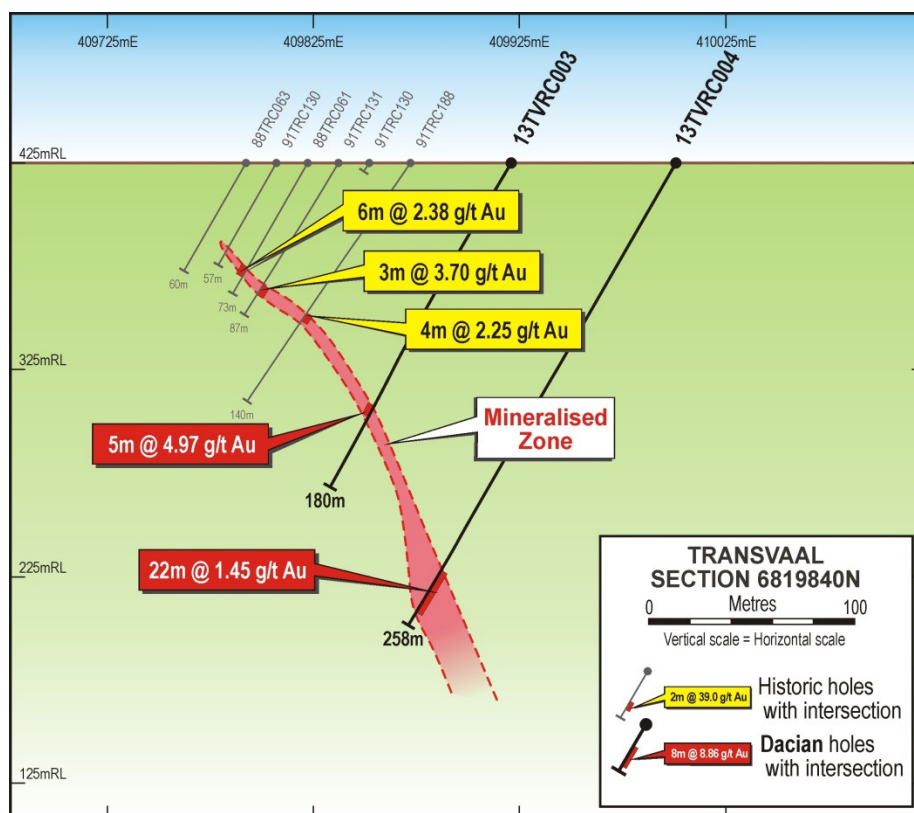 409725mE
409825mE
409925mE
410025mE
88TRC063
91TRC130
88TRC061
91TRC131
91TRC130
91TRC188
13TVRC003
13TVRC004
425mRL
6m @ 2.38 g/t Au
3m @ 3.70 g/t Au
60m
57m
73m
87m
4m @ 2.25 g/t Au
325mRL
140m
Mineralised
Zone
5m @ 4.97 g/t Au
180m
22m @ 1.45 g/t Au
225mRL
258m
TRANSVAAL
SECTION 6819840N
0 Metres 100
Vertical scale = Horizontal scale
2m @ 39.0 g/t Au
Historic holes
with intersection
8m @ 8.86 g/t Au
Dacian holes
with intersection
125mRL